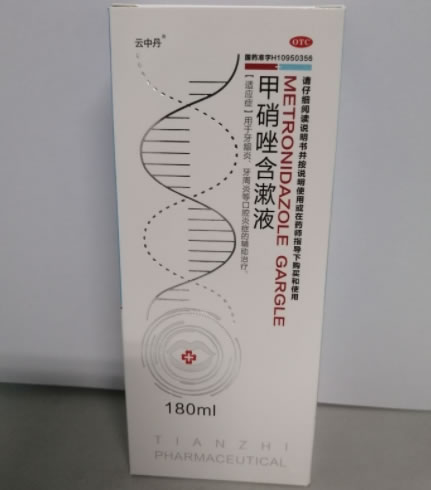 云中丹®
OTC
国药准字H10950356
请仔细阅读说明书并按说明使用或在药师指导下购买和使用
METRONIDAZOLE GARGLE
甲硝唑含漱液
【适应症】用于牙龈炎、牙周炎等口腔炎症的辅助治疗。
180ml
TIANZHI
PHARMACEUTICAL